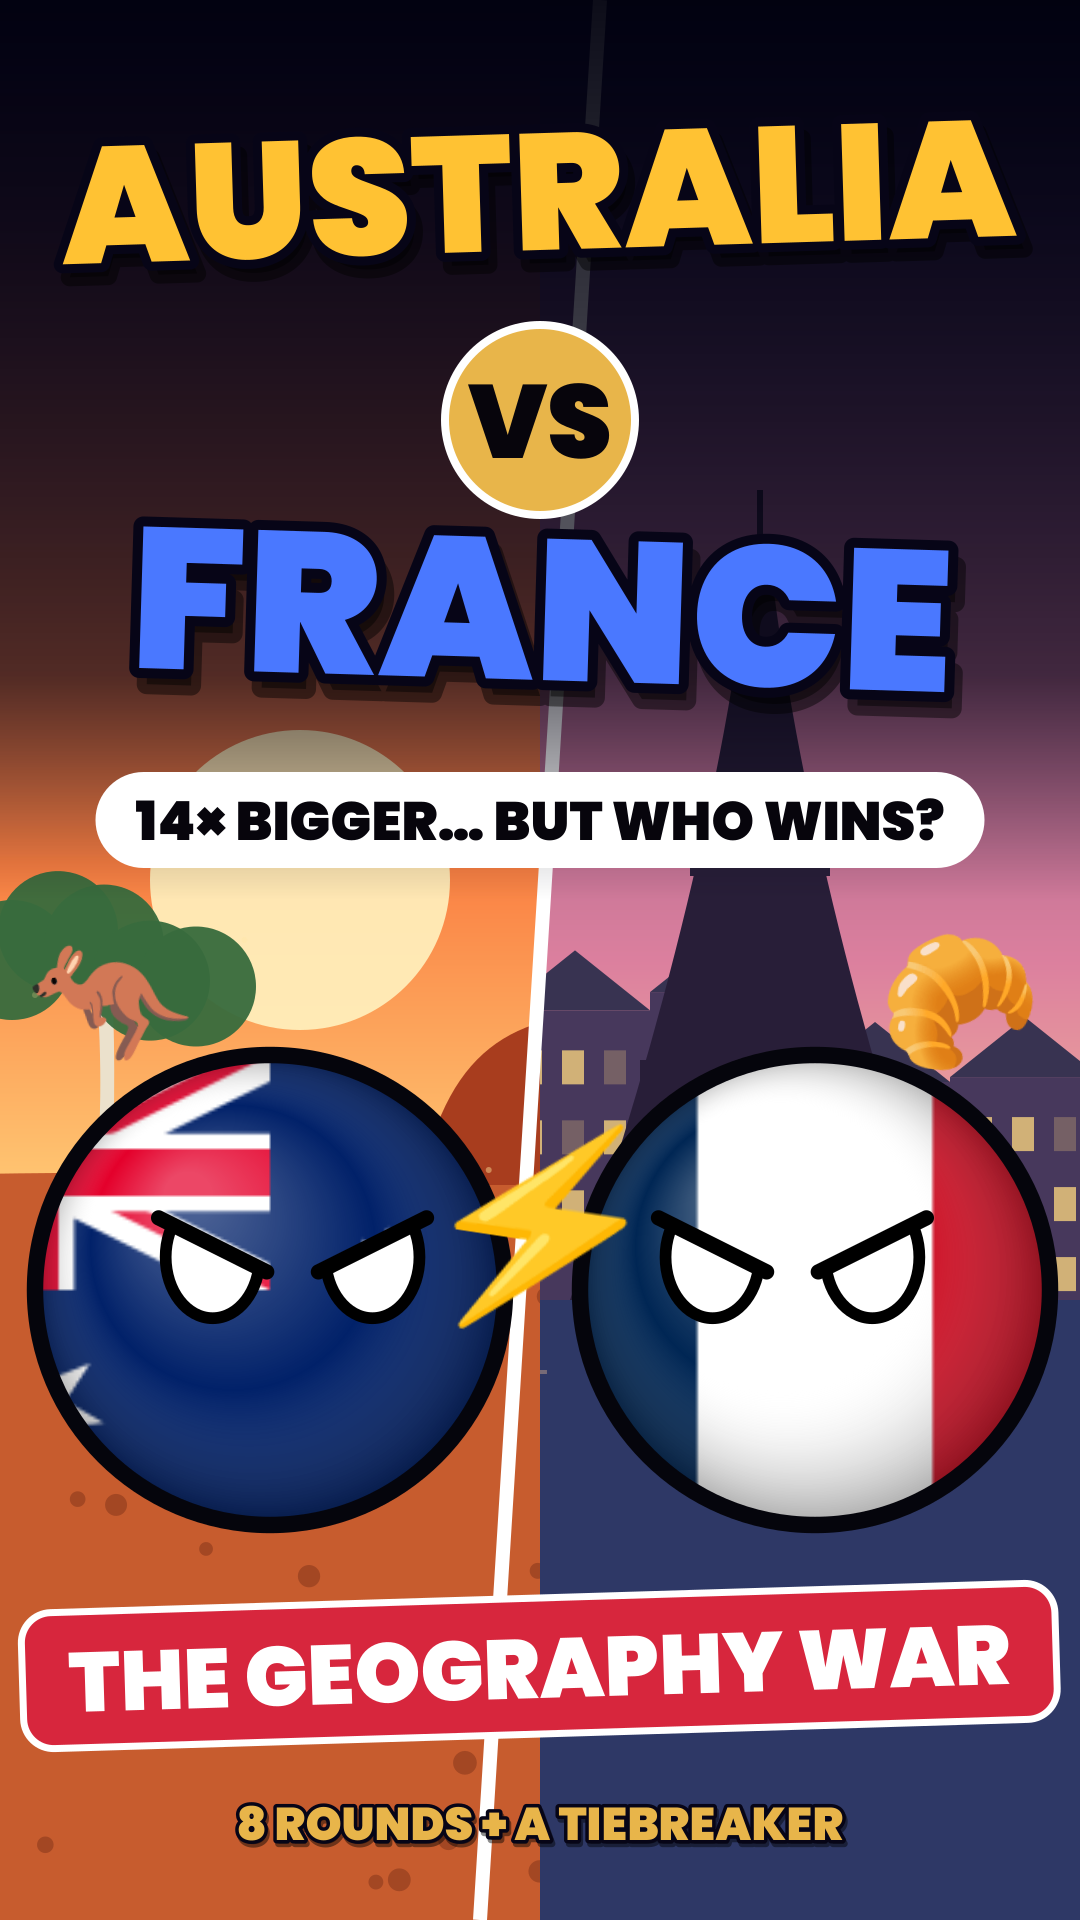 AUSTRALIA
VS
FRANCE
14× BIGGER... BUT WHO WINS?
THE GEOGRAPHY WAR
8 ROUNDS + A TIEBREAKER